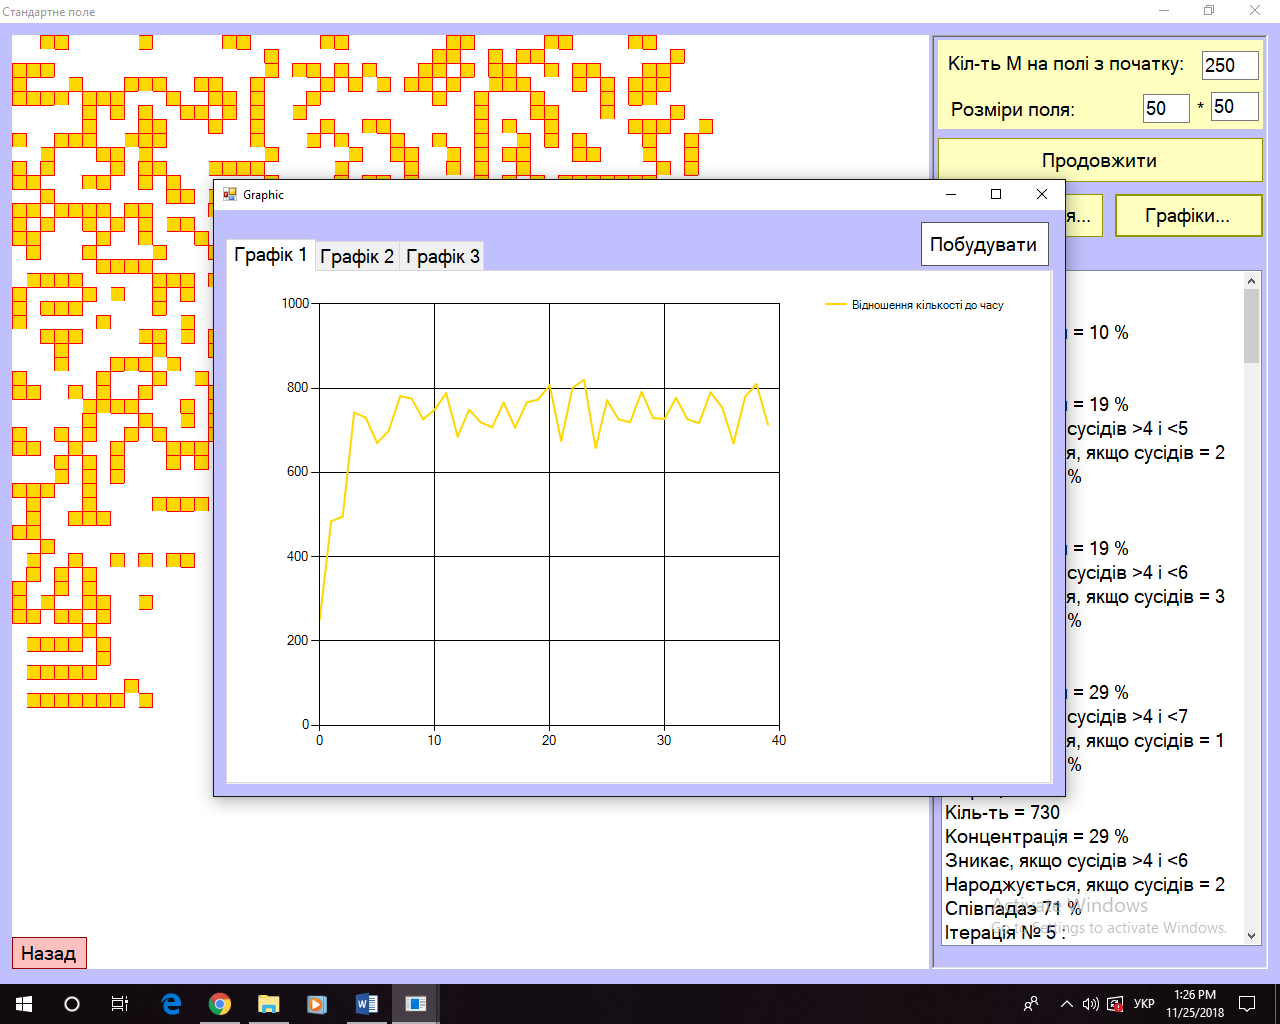 Стандартне поле
Кіл-ть М на полі з початку: 250
Розміри поля: 50 * 50
Продовжити
я... Графіки...
Graphic
Побудувати
Графік 1 Графік 2 Графік 3
Відношення кількості до часу
1000
800
600
400
200
0
0 10 20 30 40
= 10 %
= 19 %
сусідів >4 і <5
я, якщо сусідів = 2
%
= 19 %
сусідів >4 і <6
я, якщо сусідів = 3
%
= 29 %
сусідів >4 і <7
я, якщо сусідів = 1
%
Кіль-ть = 730
Концентрація = 29 %
Зникає, якщо сусідів >4 і <6
Народжується, якщо сусідів = 2
Співпадаэ 71 %
Ітерація № 5 :
Activate Windows
Go to Settings to activate Windows.
Назад
УКР
1:26 PM
11/25/2018